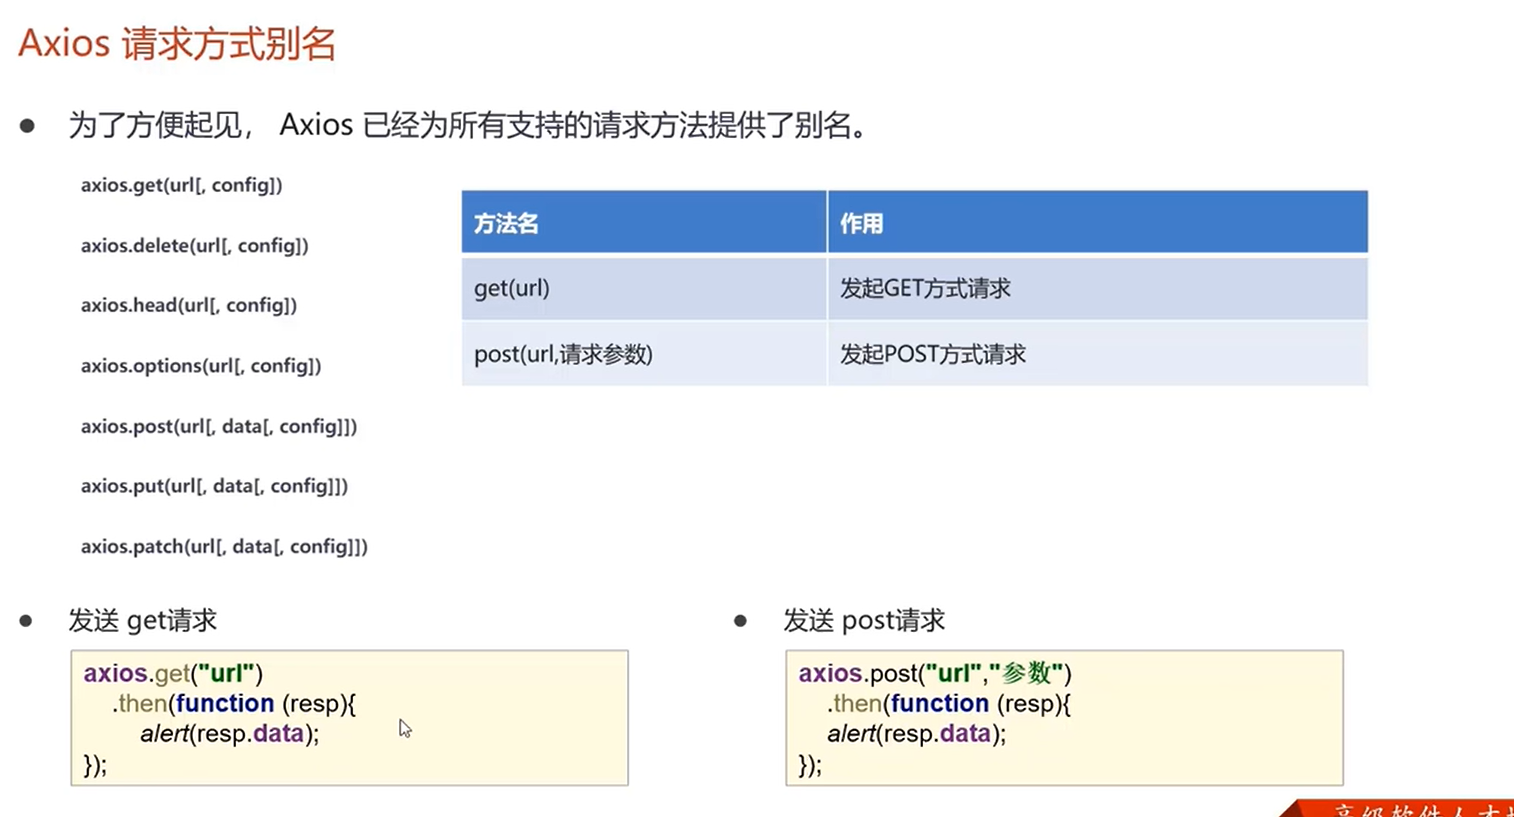 Axios 请求方式别名
为了方便起见， Axios 已经为所有支持的请求方法提供了别名。
axios.get(url[, config])
axios.delete(url[, config])
axios.head(url[, config])
axios.options(url[, config])
axios.post(url[, data[, config]])
axios.put(url[, data[, config]])
axios.patch(url[, data[, config]])
方法名 作用
get(url) 发起GET方式请求
post(url,请求参数) 发起POST方式请求
发送 get请求
axios.get("url")
.then(function (resp){
alert(resp.data);
});
发送 post请求
axios.post("url","参数")
.then(function (resp){
alert(resp.data);
});
高级软件人才